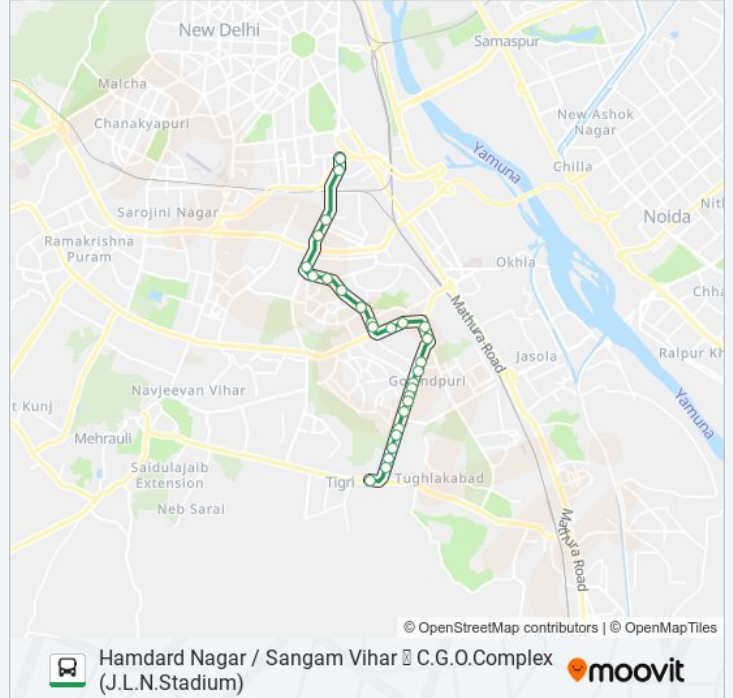 New Delhi
Samaspur
Malcha
Chanakyapuri
New Ashok
Nagar
Yamuna
Chilla
Sarojini Nagar
Noida
Nit
Ramakrishna
Puram
Okhla
Chha
Mathura Road
Jasola
Ralpur Kh
Navjeevan Vihar
t Kunj
Yamuna
Mehrauli
SaidulaJaib
Extension
Tigri
Tughlakabad
Neb Sarai
Mathura Road
© OpenStreetMap contributors | © OpenMapTiles
Hamdard Nagar / Sangam Vihar C.G.O.Complex
(J.L.N.Stadium)
moovit